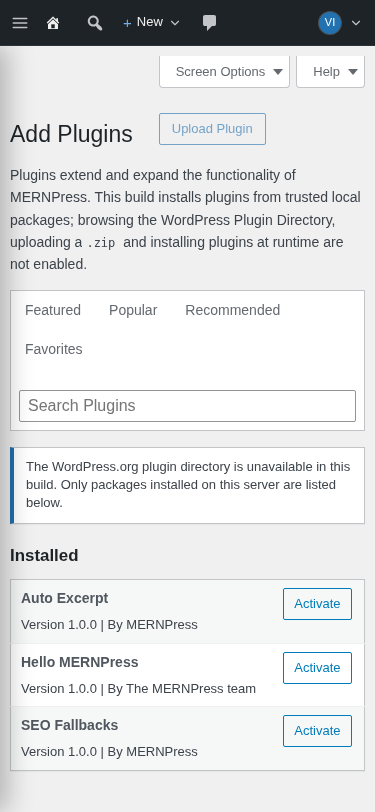 + New
VI
Screen Options
Help
Add Plugins
Upload Plugin
Plugins extend and expand the functionality of
MERNPress. This build installs plugins from trusted local
packages; browsing the WordPress Plugin Directory,
uploading a .zip and installing plugins at runtime are
not enabled.
Featured
Popular
Recommended
Favorites
Search Plugins
The WordPress.org plugin directory is unavailable in this
build. Only packages installed on this server are listed
below.
Installed
Auto Excerpt
Activate
Version 1.0.0 | By MERNPress
Hello MERNPress
Activate
Version 1.0.0 | By The MERNPress team
SEO Fallbacks
Activate
Version 1.0.0 | By MERNPress